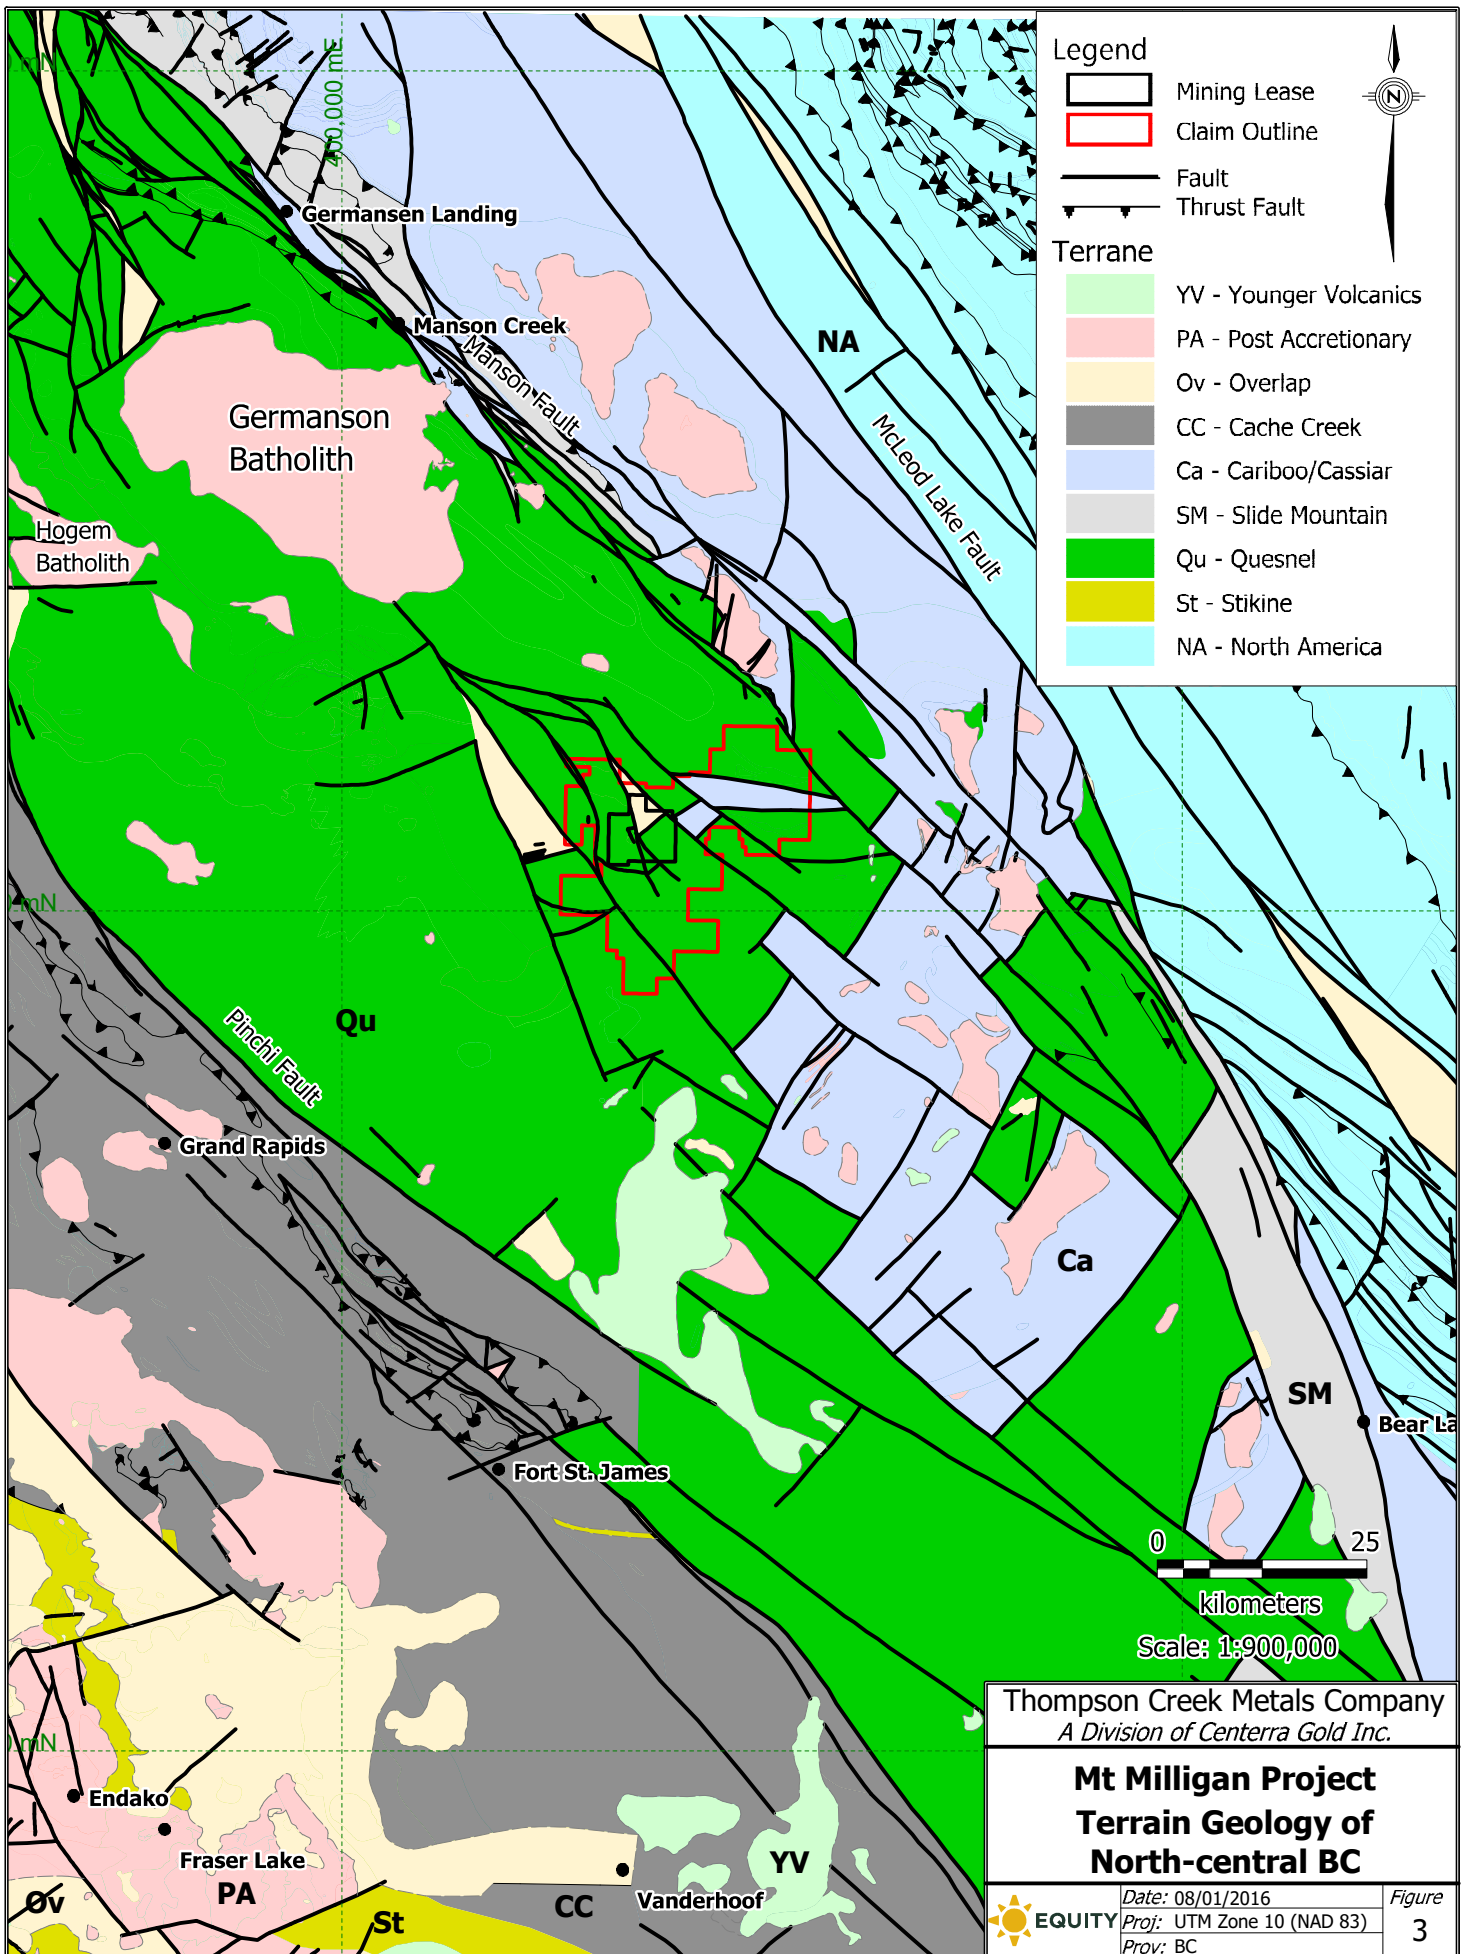 Legend
Mining Lease
Claim Outline
Fault
Thrust Fault
Terrane
YV - Younger Volcanics
PA - Post Accretionary
Ov - Overlap
CC - Cache Creek
Ca - Cariboo/Cassiar
SM - Slide Mountain
Qu - Quesnel
St - Stikine
NA - North America
N
mN
400,000 mE
Germansen Landing
Manson Creek
Manson Fault
NA
McLeod Lake Fault
Germanson
Batholith
Hogem
Batholith
mN
Qu
Pinchi Fault
Grand Rapids
Ca
SM
Bear La
Fort St. James
0 25
kilometers
Scale: 1:900,000
mN
Endako
Fraser Lake
PA
Ov
St
CC
Vanderhoof
YV
Thompson Creek Metals Company
A Division of Centerra Gold Inc.
Mt Milligan Project
Terrain Geology of
North-central BC
EQUITY
Date: 08/01/2016
Proj: UTM Zone 10 (NAD 83)
Prov: BC
Figure
3